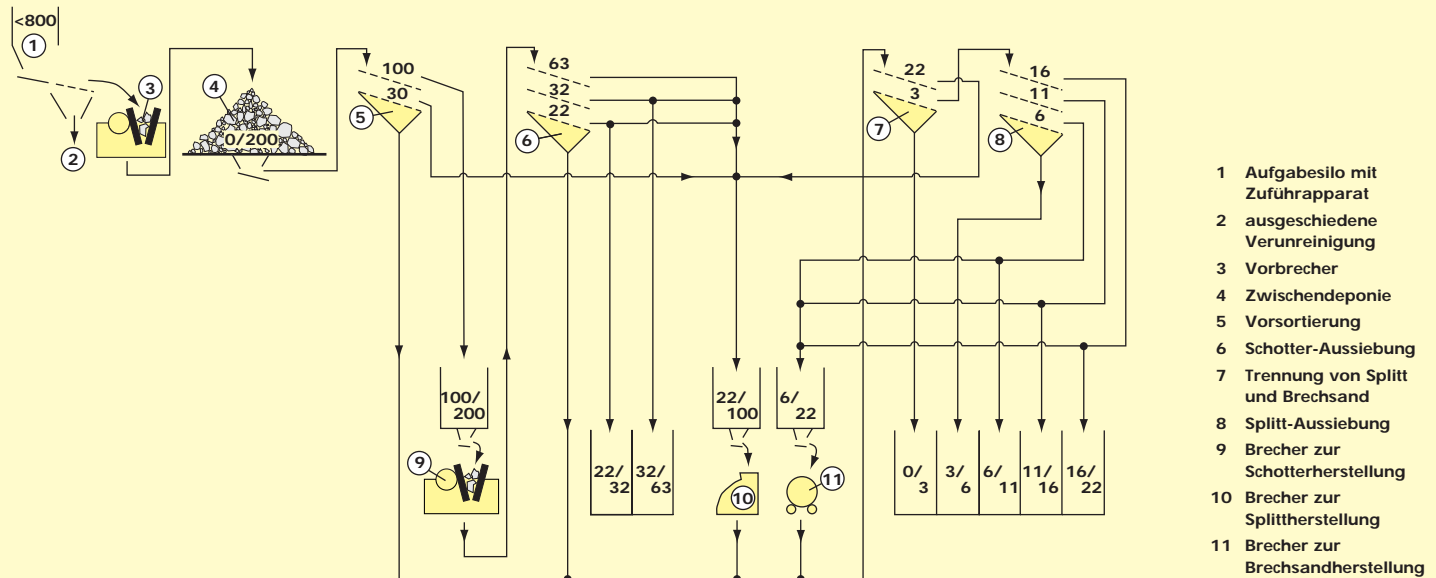 <800
1
2
3
4
0/200
100
30
5
63
32
22
6
22
3
7
16
11
6
8
100/
200
9
22/
32
32/
63
22/
100
10
6/
22
11
0/
3
3/
6
6/
11
11/
16
16/
22
1 Aufgabesilo mit
Zuführapparat
2 ausgeschiedene
Verunreinigung
3 Vorbrecher
4 Zwischendeponie
5 Vorsortierung
6 Schotter-Aussiebung
7 Trennung von Splitt
und Brechsand
8 Splitt-Aussiebung
9 Brecher zur
Schotterherstellung
10 Brecher zur
Splittherstellung
11 Brecher zur
Brechsandherstellung